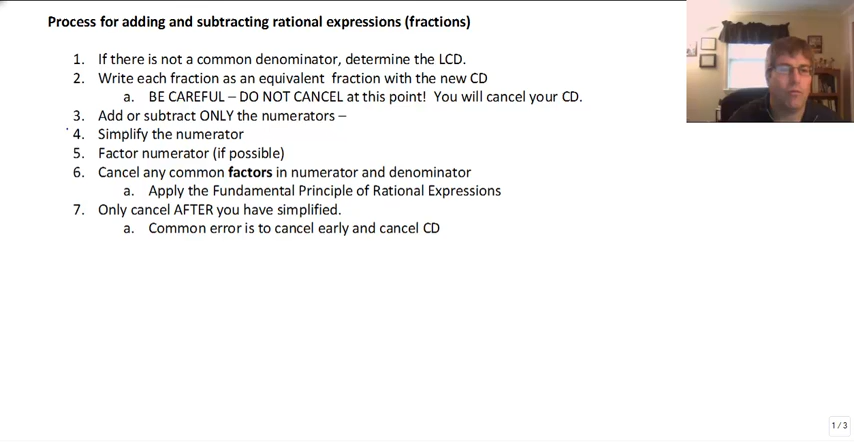 Process for adding and subtracting rational expressions (fractions)
1. If there is not a common denominator, determine the LCD.
2. Write each fraction as an equivalent fraction with the new CD
a. BE CAREFUL – DO NOT CANCEL at this point! You will cancel your CD.
3. Add or subtract ONLY the numerators –
4. Simplify the numerator
5. Factor numerator (if possible)
6. Cancel any common factors in numerator and denominator
a. Apply the Fundamental Principle of Rational Expressions
7. Only cancel AFTER you have simplified.
a. Common error is to cancel early and cancel CD
1 / 3